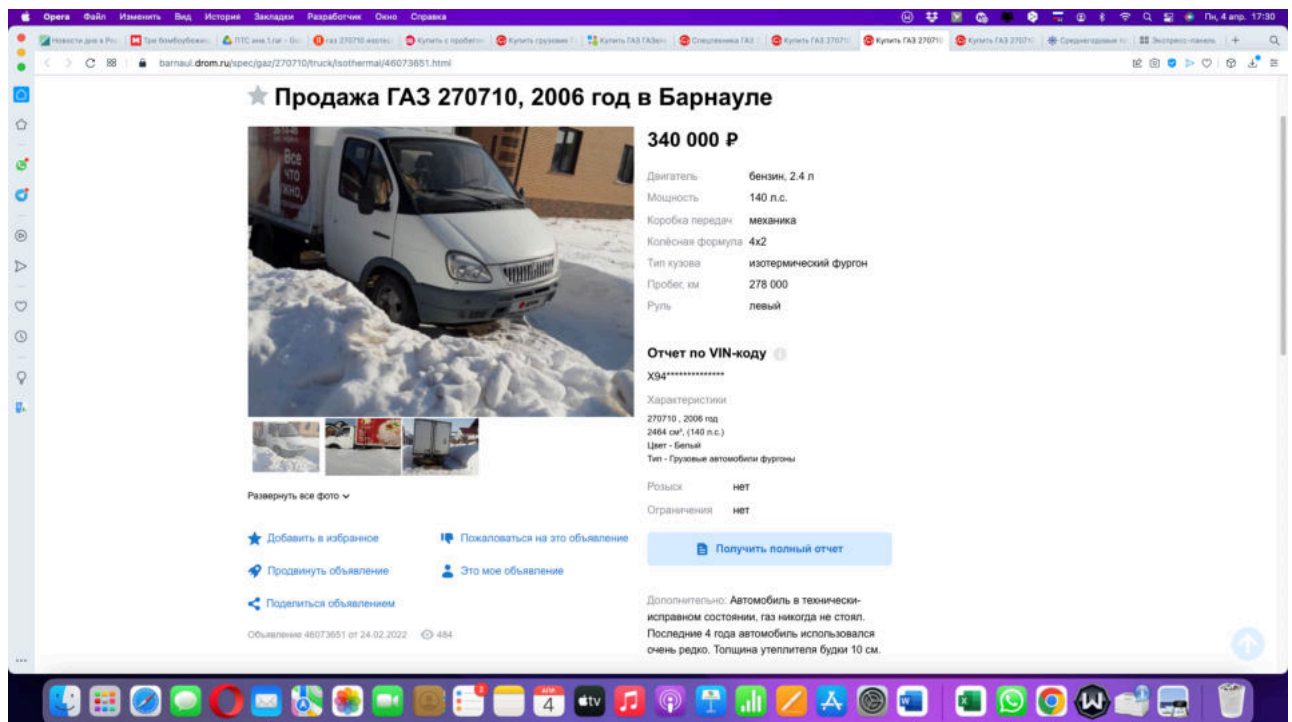 Opera Файл Изменить Вид История Закладки Разработчик Окно Справка
Пн, 4 апр. 17:30
barnaul.drom.ru/spec/gaz/270710/truck/isothermal/46073651.html
Продажа ГАЗ 270710, 2006 год в Барнауле
Все
что
340 000 ₽
Двигатель бензин, 2.4 л
Мощность 140 л.с.
Коробка передач механика
Колёсная формула 4x2
Тип кузова изотермический фургон
Пробег, км 278 000
Руль левый
Отчет по VIN-коду
X94**************
Характеристики
270710 , 2006 год
2464 см³, (140 л.с.)
Цвет - Белый
Тип - Грузовые автомобили фургоны
Розыск нет
Ограничения нет
Получить полный отчет
Дополнительно: Автомобиль в технически-
исправном состоянии, газ никогда не стоял.
Последние 4 года автомобиль использовался
очень редко. Толщина утеплителя будки 10 см.
Развернуть все фото
Добавить в избранное
Пожаловаться на это объявление
Продвинуть объявление
Это мое объявление
Поделиться объявлением
Объявление 46073651 от 24.02.2022 484
3
АПР
4
tv